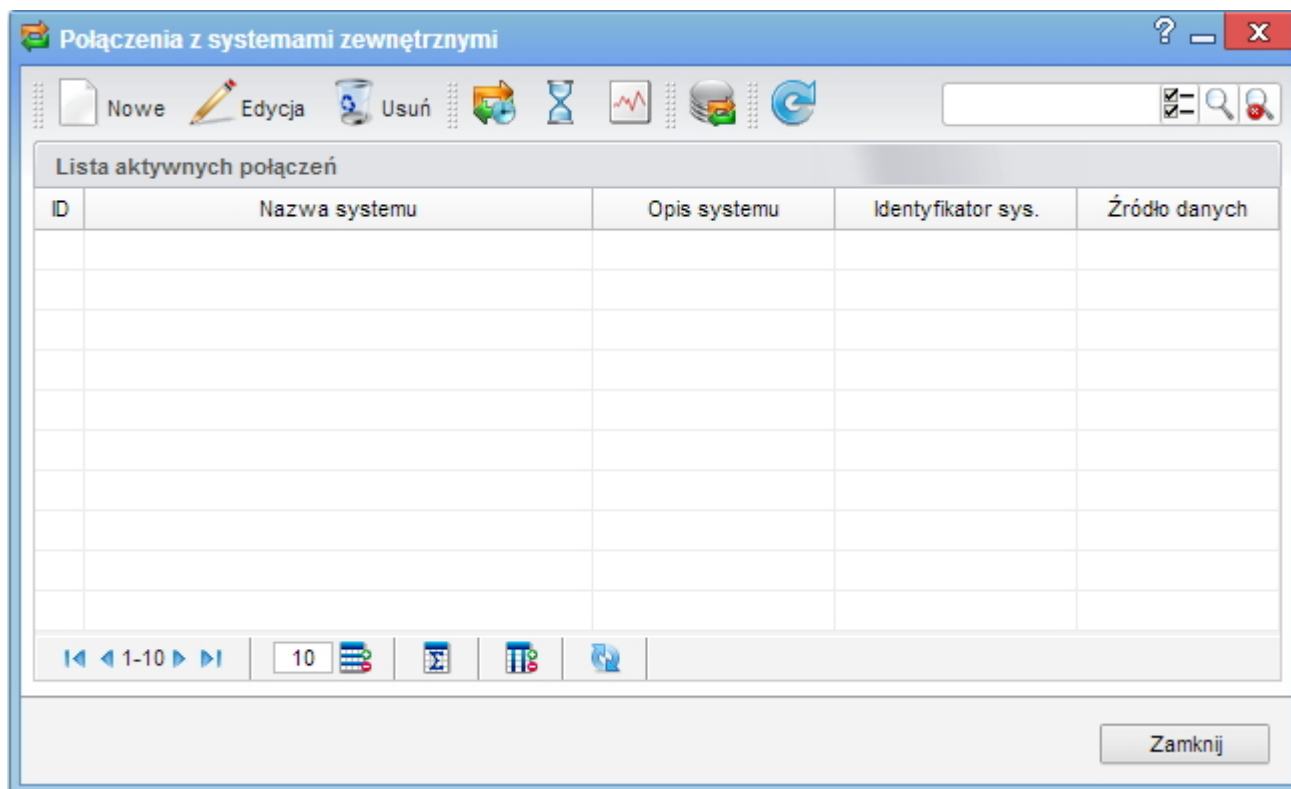 Połączenia z systemami zewnętrznymi
Nowe Edycja Usuń
Lista aktywnych połączeń
ID Nazwa systemu Opis systemu Identyfikator sys. Źródło danych
1-10 10
Zamknij